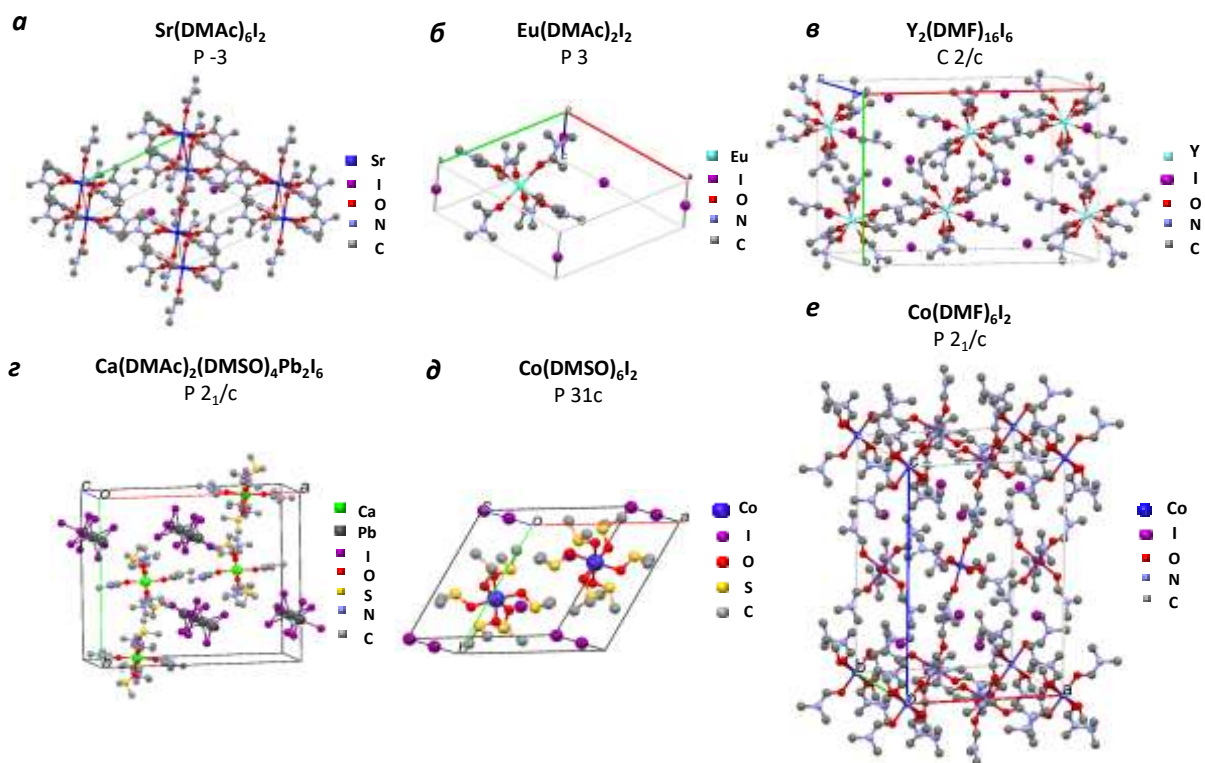 а
Sr(DMAc)₆I₂
P -3
Sr
I
O
N
C
б
Eu(DMAc)₂I₂
P 3
Eu
I
O
N
C
в
Y₂(DMF)₁₆I₆
C 2/c
Y
I
O
N
C
г
Ca(DMAc)₂(DMSO)₄Pb₂I₆
P 2₁/c
c
o
a
Ca
Pb
I
O
S
N
C
д
Co(DMSO)₆I₂
P 31c
o
a
Co
I
O
S
C
е
Co(DMF)₆I₂
P 2₁/c
a
Co
I
O
N
C